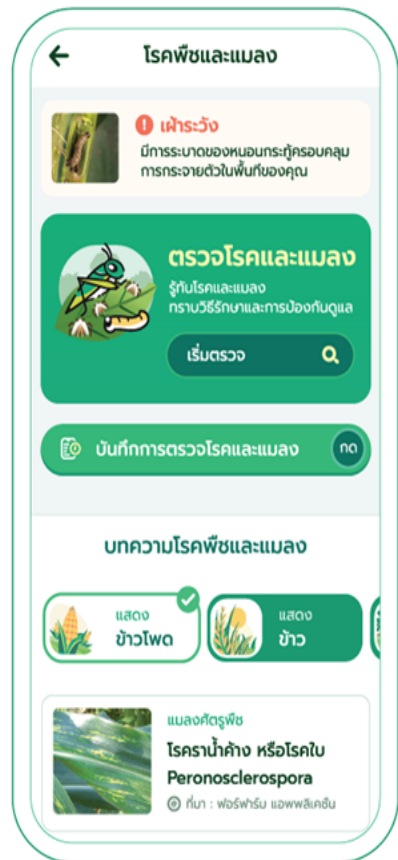 โรคพืชและแมลง
เฝ้าระวัง
มีการระบาดของหนอนกระทู้ครอบคลุม
การกระจายตัวในพื้นที่ของคุณ
ตรวจโรคและแมลง
รู้ทันโรคและแมลง
ทราบวิธีรักษาและการป้องกันดูแล
เริ่มตรวจ
บันทึกการตรวจโรคและแมลง
กด
บทความโรคพืชและแมลง
แสดง
ข้าวโพด
แสดง
ข้าว
แมลงศัตรูพืช
โรคราน้ำค้าง หรือโรคใบ
Peronosclerospora
ที่มา : ฟอร์ฟาร์ม แอพพลิเคชั่น